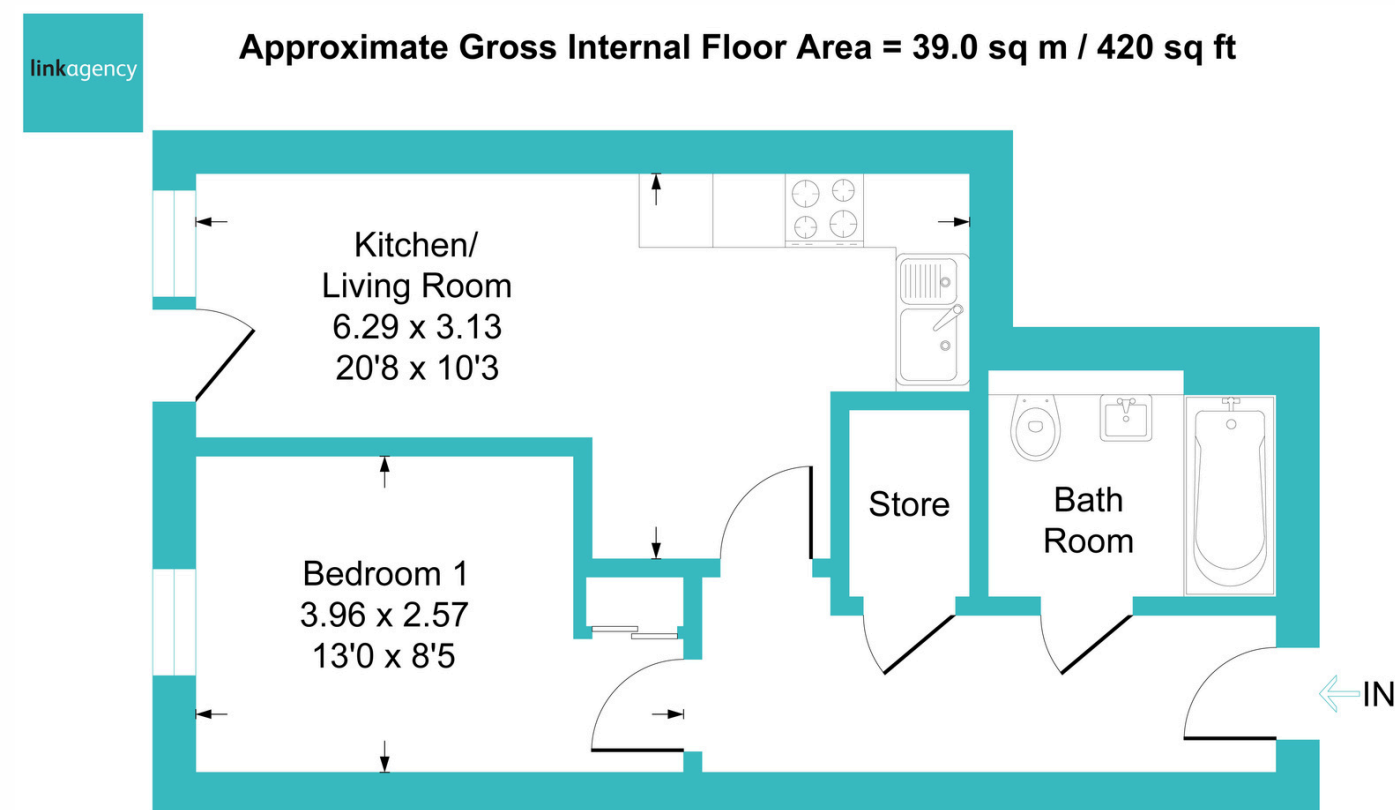 linkagency
Approximate Gross Internal Floor Area = 39.0 sq m / 420 sq ft
Kitchen/
Living Room
6.29 x 3.13
20'8 x 10'3
Store
Bath
Room
Bedroom 1
3.96 x 2.57
13'0 x 8'5
IN